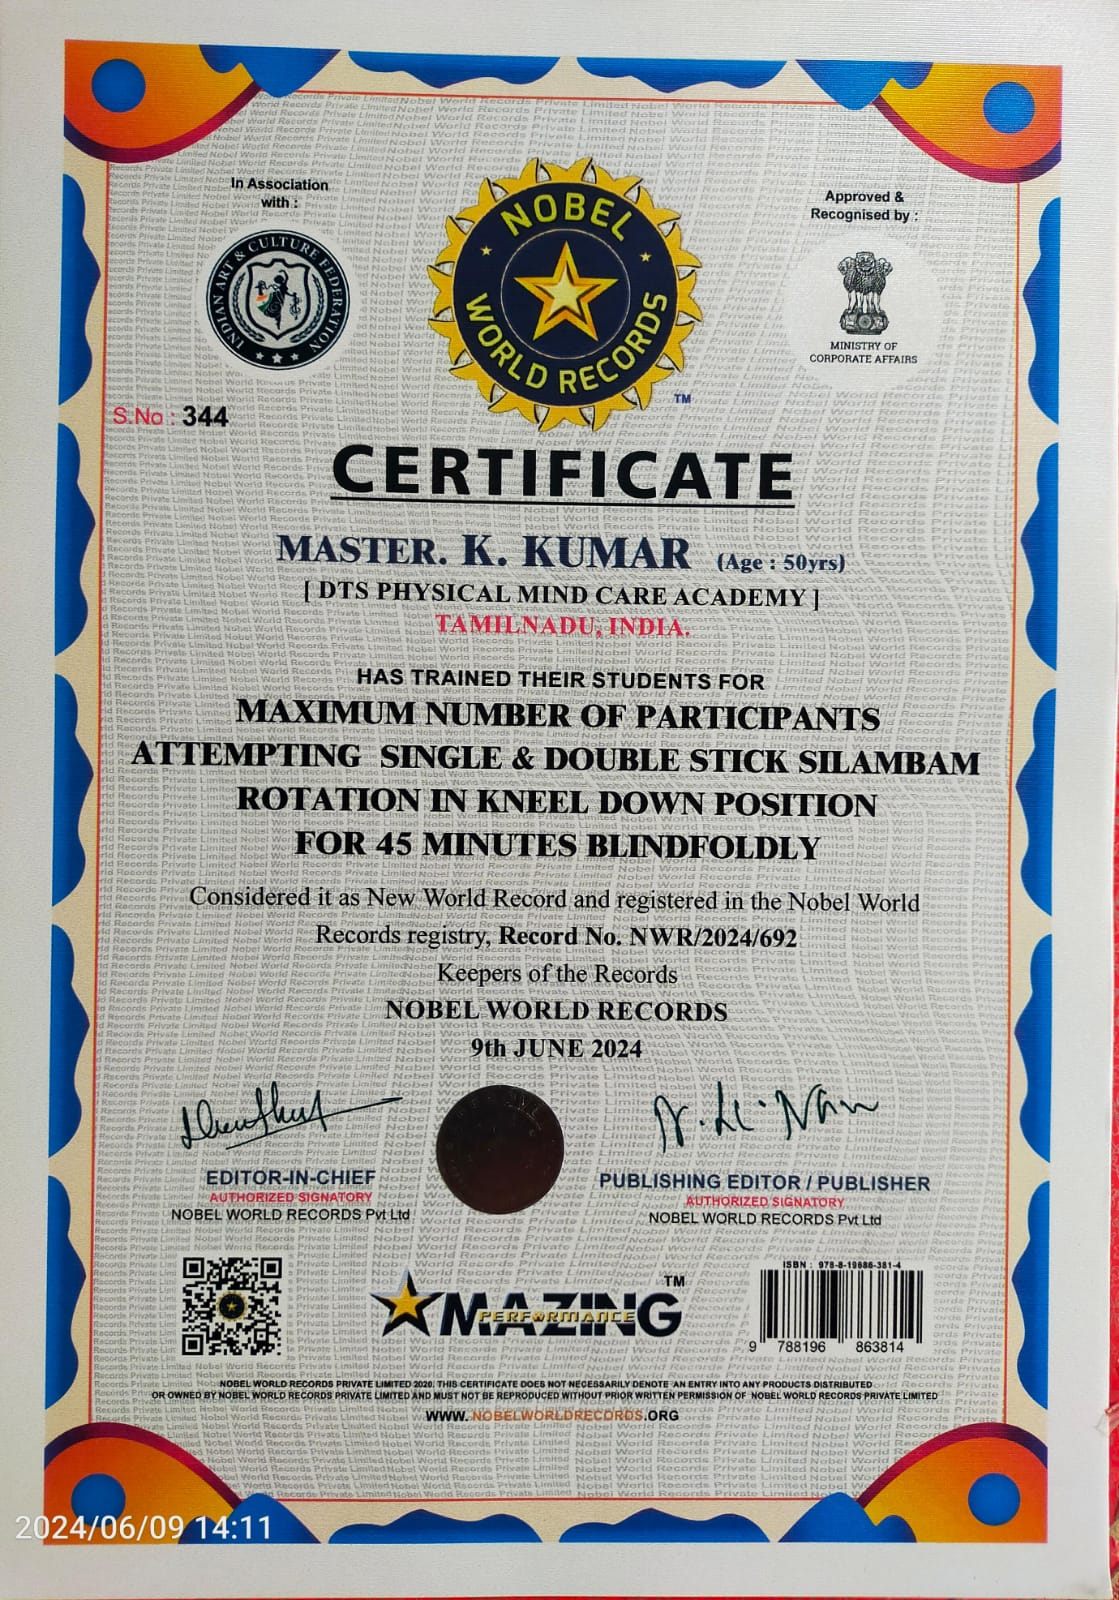 In Association
with :
INDIAN ART & CULTURE FEDERATION
NOBEL
WORLD RECORDS
TM
Approved &
Recognised by :
MINISTRY OF
CORPORATE AFFAIRS
S.No : 344
CERTIFICATE
MASTER. K. KUMAR (Age : 50yrs)
[ DTS PHYSICAL MIND CARE ACADEMY ]
TAMILNADU, INDIA.
HAS TRAINED THEIR STUDENTS FOR
MAXIMUM NUMBER OF PARTICIPANTS
ATTEMPTING SINGLE & DOUBLE STICK SILAMBAM
ROTATION IN KNEEL DOWN POSITION
FOR 45 MINUTES BLINDFOLDLY
Considered it as New World Record and registered in the Nobel World
Records registry, Record No. NWR/2024/692
Keepers of the Records
NOBEL WORLD RECORDS
9th JUNE 2024
EDITOR-IN-CHIEF
AUTHORIZED SIGNATORY
NOBEL WORLD RECORDS Pvt Ltd
PUBLISHING EDITOR / PUBLISHER
AUTHORIZED SIGNATORY
NOBEL WORLD RECORDS Pvt Ltd
MAZING
PERFORMANCE
TM
ISBN : 978-8-19686-381-4
9 788196 863814
NOBEL WORLD RECORDS PRIVATE LIMITED 2020. THIS CERTIFICATE DOES NOT NECESSARILY DENOTE AN ENTRY INTO ANY PRODUCTS DISTRIBUTED
OR OWNED BY NOBEL WORLD RECORDS PRIVATE LIMITED AND MUST NOT BE REPRODUCED WITHOUT PRIOR WRITTEN PERMISSION OF NOBEL WORLD RECORDS PRIVATE LIMITED
WWW.NOBELWORLDRECORDS.ORG
2024/06/09 14:11